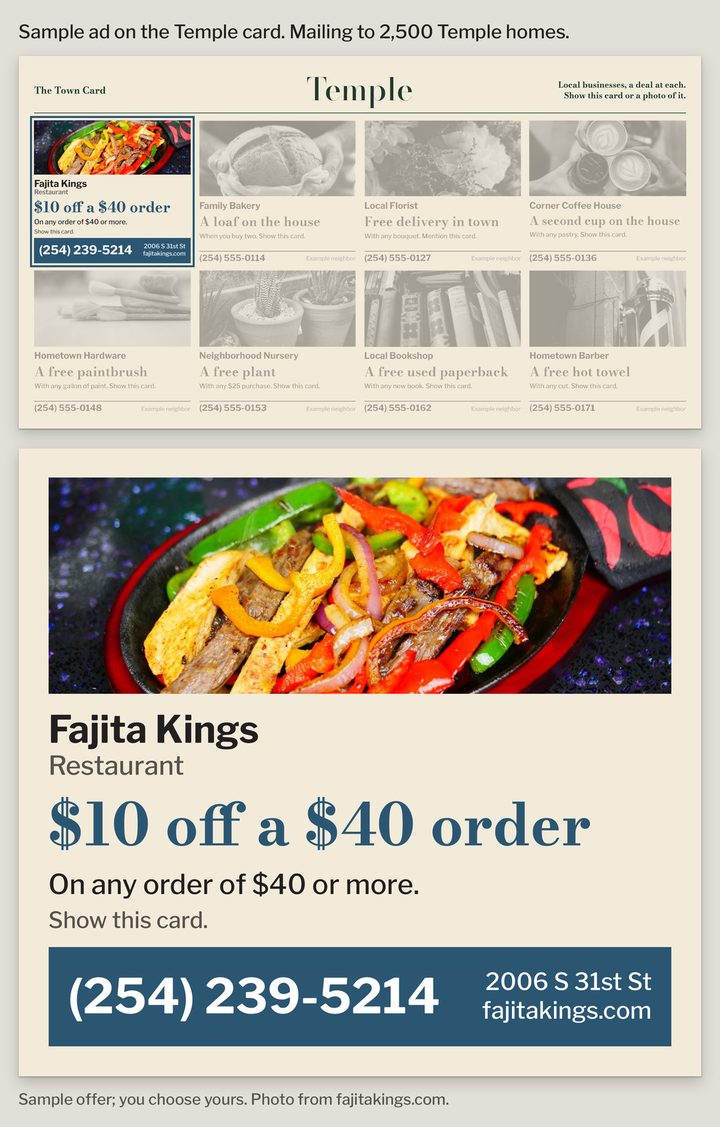 Sample ad on the Temple card. Mailing to 2,500 Temple homes.
The Town Card
Temple
Local businesses, a deal at each.
Show this card or a photo of it.
Fajita Kings
Restaurant
$10 off a $40 order
On any order of $40 or more.
Show this card.
(254) 239-5214
2006 S 31st St
fajitakings.com
Family Bakery
A loaf on the house
When you buy two. Show this card.
(254) 555-0114
Example neighbor
Local Florist
Free delivery in town
With any bouquet. Mention this card.
(254) 555-0127
Example neighbor
Corner Coffee House
A second cup on the house
With any pastry. Show this card.
(254) 555-0136
Example neighbor
Hometown Hardware
A free paintbrush
With any gallon of paint. Show this card.
(254) 555-0148
Example neighbor
Neighborhood Nursery
A free plant
With any $25 purchase. Show this card.
(254) 555-0153
Example neighbor
Local Bookshop
A free used paperback
With any new book. Show this card.
(254) 555-0162
Example neighbor
Hometown Barber
A free hot towel
With any cut. Show this card.
(254) 555-0171
Example neighbor
Fajita Kings
Restaurant
$10 off a $40 order
On any order of $40 or more.
Show this card.
(254) 239-5214
2006 S 31st St
fajitakings.com
Sample offer; you choose yours. Photo from fajitakings.com.